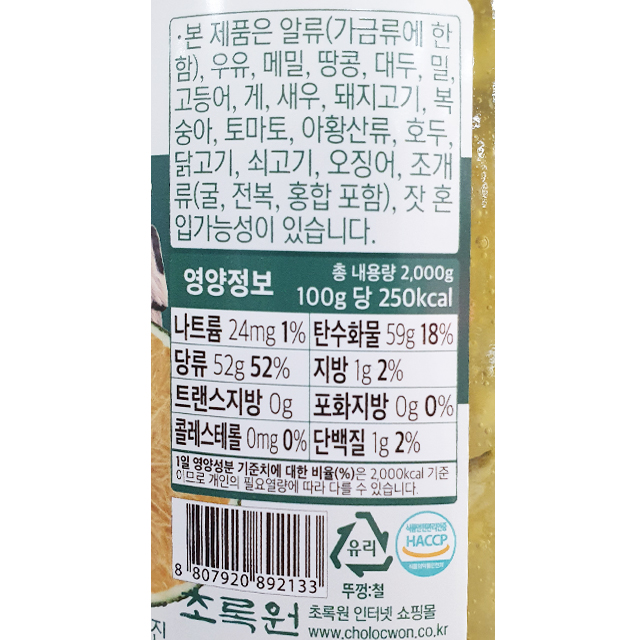 ·본 제품은 알류(가금류에 한
함), 우유, 메밀, 땅콩, 대두, 밀,
고등어, 게, 새우, 돼지고기, 복
숭아, 토마토, 아황산류, 호두,
닭고기, 쇠고기, 오징어, 조개
류(굴, 전복, 홍합 포함), 잣 혼
입가능성이 있습니다.
영양정보 총 내용량 2,000g
100g 당 250kcal
나트륨 24mg 1% 탄수화물 59g 18%
당류 52g 52% 지방 1g 2%
트랜스지방 0g 포화지방 0g 0%
콜레스테롤 0mg 0% 단백질 1g 2%
1일 영양성분 기준치에 대한 비율(%)은 2,000kcal 기준
이므로 개인의 필요열량에 따라 다를 수 있습니다.
유리
뚜껑:철
HACCP
8 807920 892133
초록원 초록원 인터넷 쇼핑몰
www.cholocwon.co.kr
진